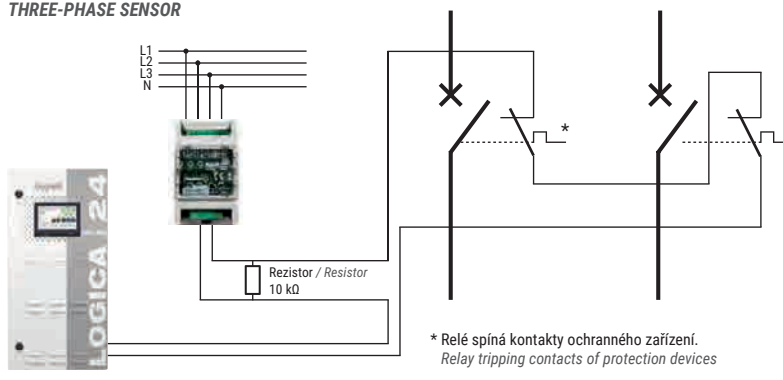 THREE-PHASE SENSOR
L1
L2
L3
N
*
LOGICA 24
Rezistor / Resistor
10 kΩ
* Relé spíná kontakty ochranného zařízení.
Relay tripping contacts of protection devices